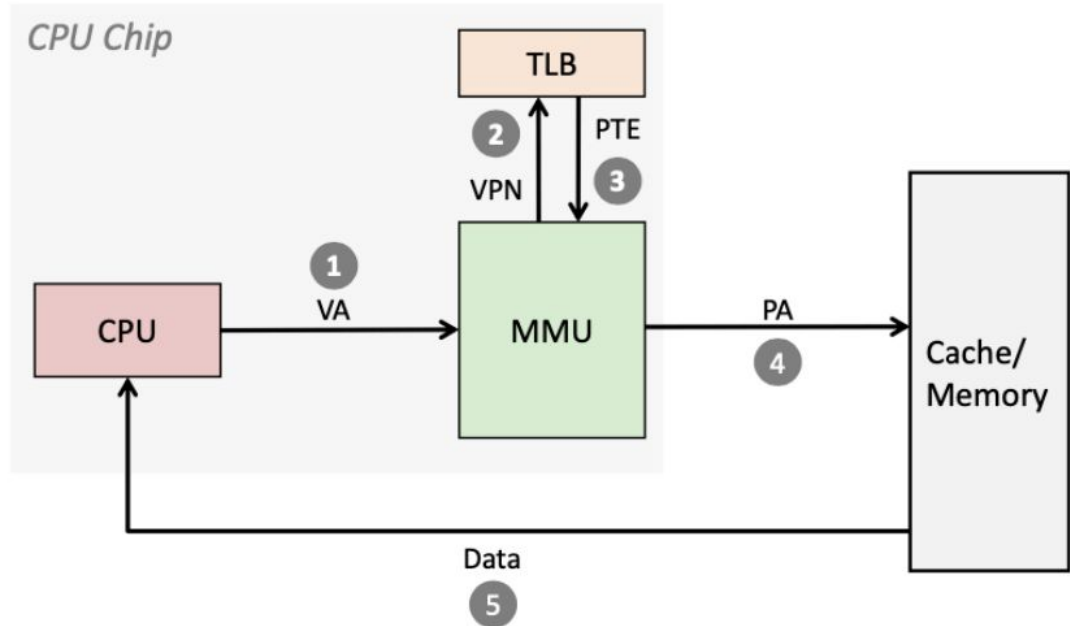 CPU Chip
TLB
2
PTE
VPN
3
1
VA
CPU
MMU
PA
4
Cache/
Memory
Data
5